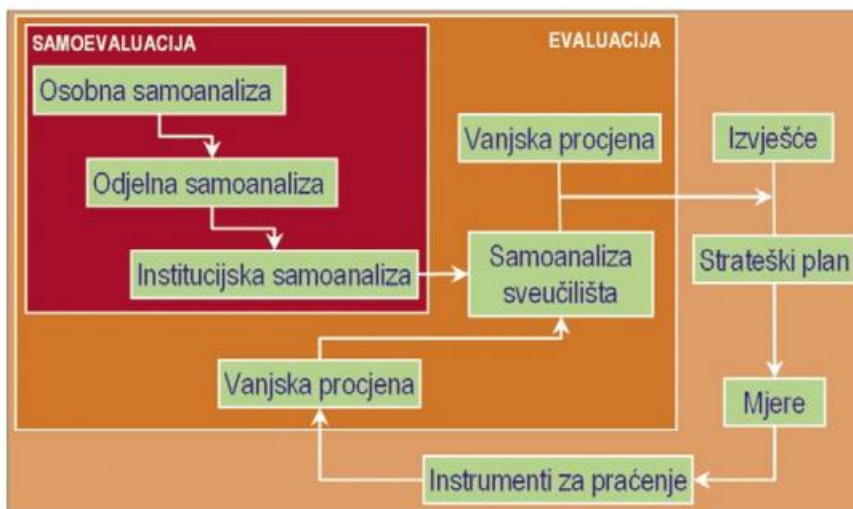 SAMOEVALUACIJA
EVALUACIJA
Osobna samoanaliza
Odjelna samoanaliza
Institucijska samoanaliza
Vanjska procjena
Samoanaliza
sveučilišta
Izvješće
Strateški plan
Mjere
Vanjska procjena
Instrumenti za praćenje